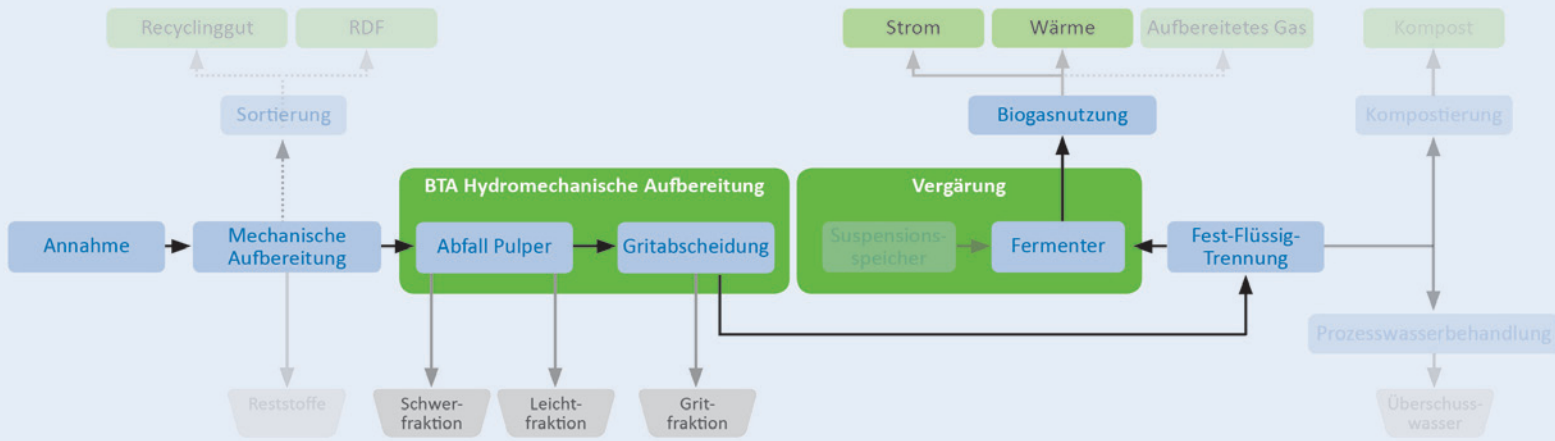 Recyclinggut
RDF
Strom
Wärme
Aufbereitetes Gas
Kompost
Sortierung
Biogasnutzung
Kompostierung
BTA Hydromechanische Aufbereitung
Vergärung
Annahme
Mechanische
Aufbereitung
Abfall Pulper
Gritabscheidung
Suspensions-
speicher
Fermenter
Fest-Flüssig-
Trennung
Prozesswasserbehandlung
Reststoffe
Schwer-
fraktion
Leicht-
fraktion
Grit-
fraktion
Überschuss-
wasser